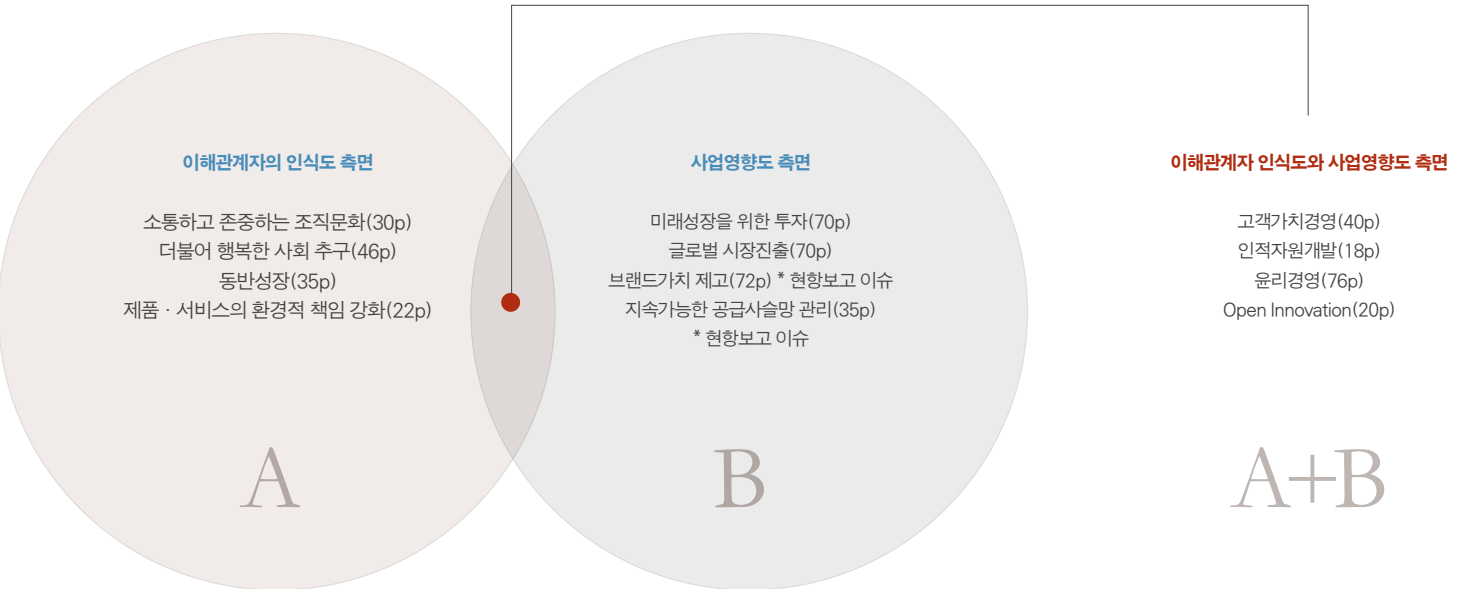 이해관계자의 인식도 측면
소통하고 존중하는 조직문화(30p)
더불어 행복한 사회 추구(46p)
동반성장(35p)
제품 · 서비스의 환경적 책임 강화(22p)
A
사업영향도 측면
미래성장을 위한 투자(70p)
글로벌 시장진출(70p)
브랜드가치 제고(72p) * 현항보고 이슈
지속가능한 공급사슬망 관리(35p)
* 현항보고 이슈
B
이해관계자 인식도와 사업영향도 측면
고객가치경영(40p)
인적자원개발(18p)
윤리경영(76p)
Open Innovation(20p)
A+B